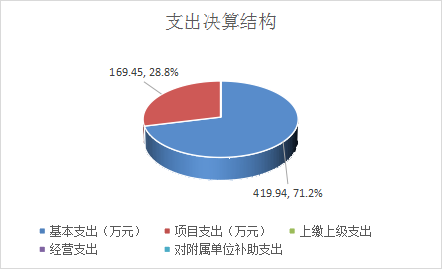 支出决算结构
169.45, 28.8%
419.94, 71.2%
基本支出（万元） 项目支出（万元） 上缴上级支出
经营支出 对附属单位补助支出